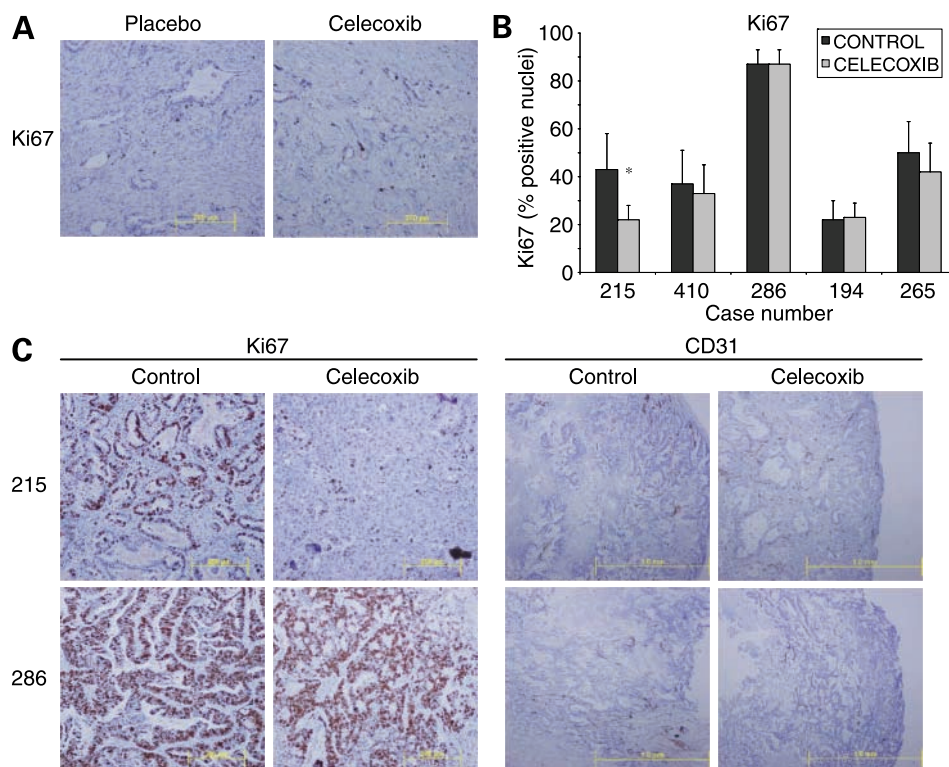 A
Placebo Celecoxib
Ki67
B
Ki67
CONTROL
CELECOXIB
Ki67 (% positive nuclei)
100
80
60
40
20
0
*
215 410 286 194 265
Case number
C
Ki67 CD31
Control Celecoxib Control Celecoxib
215
286